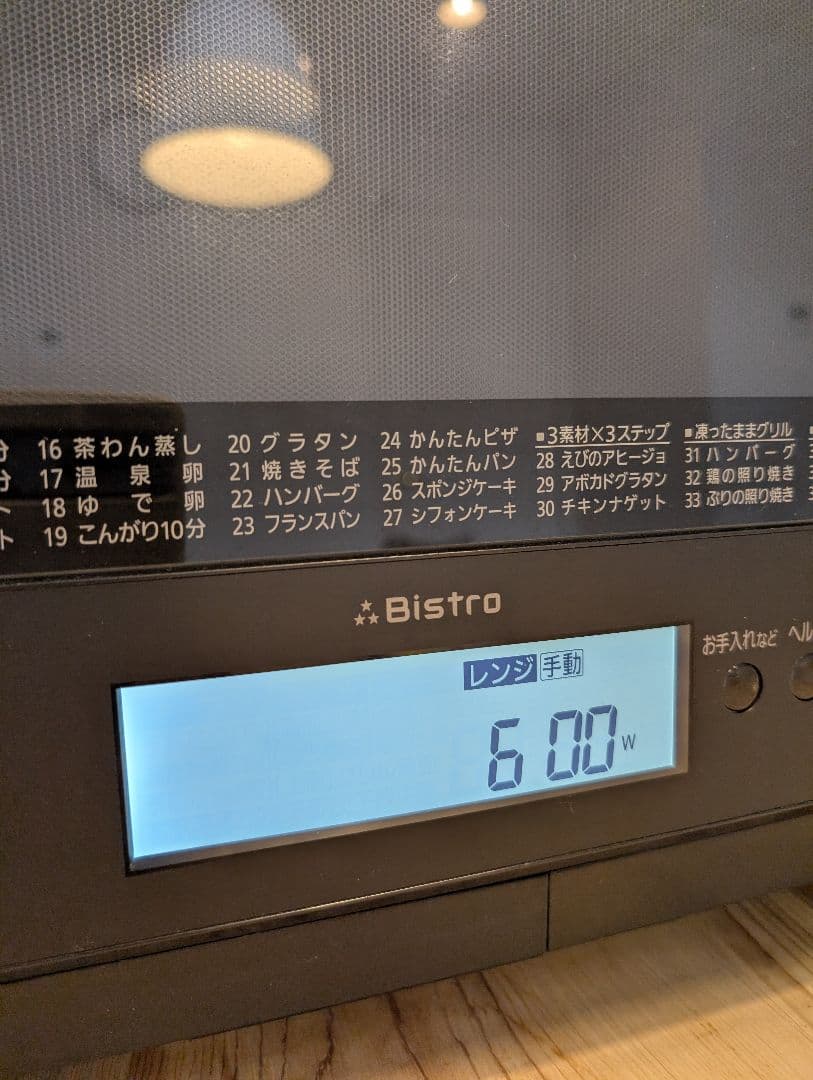 分 16 茶わん蒸し 20 グラタン 24 かんたんピザ ■3素材×3ステップ ■凍ったままグリル
分 17 温泉卵 21 焼きそば 25 かんたんパン 28 えびのアヒージョ 31 ハンバーグ
ト 18 ゆで卵 22 ハンバーグ 26 スポンジケーキ 29 アボカドグラタン 32 鶏の照り焼き
ト 19 こんがり10分 23 フランスパン 27 シフォンケーキ 30 チキンナゲット 33 ぶりの照り焼き
Bistro
お手入れなど ヘル
レンジ 手動
600 W